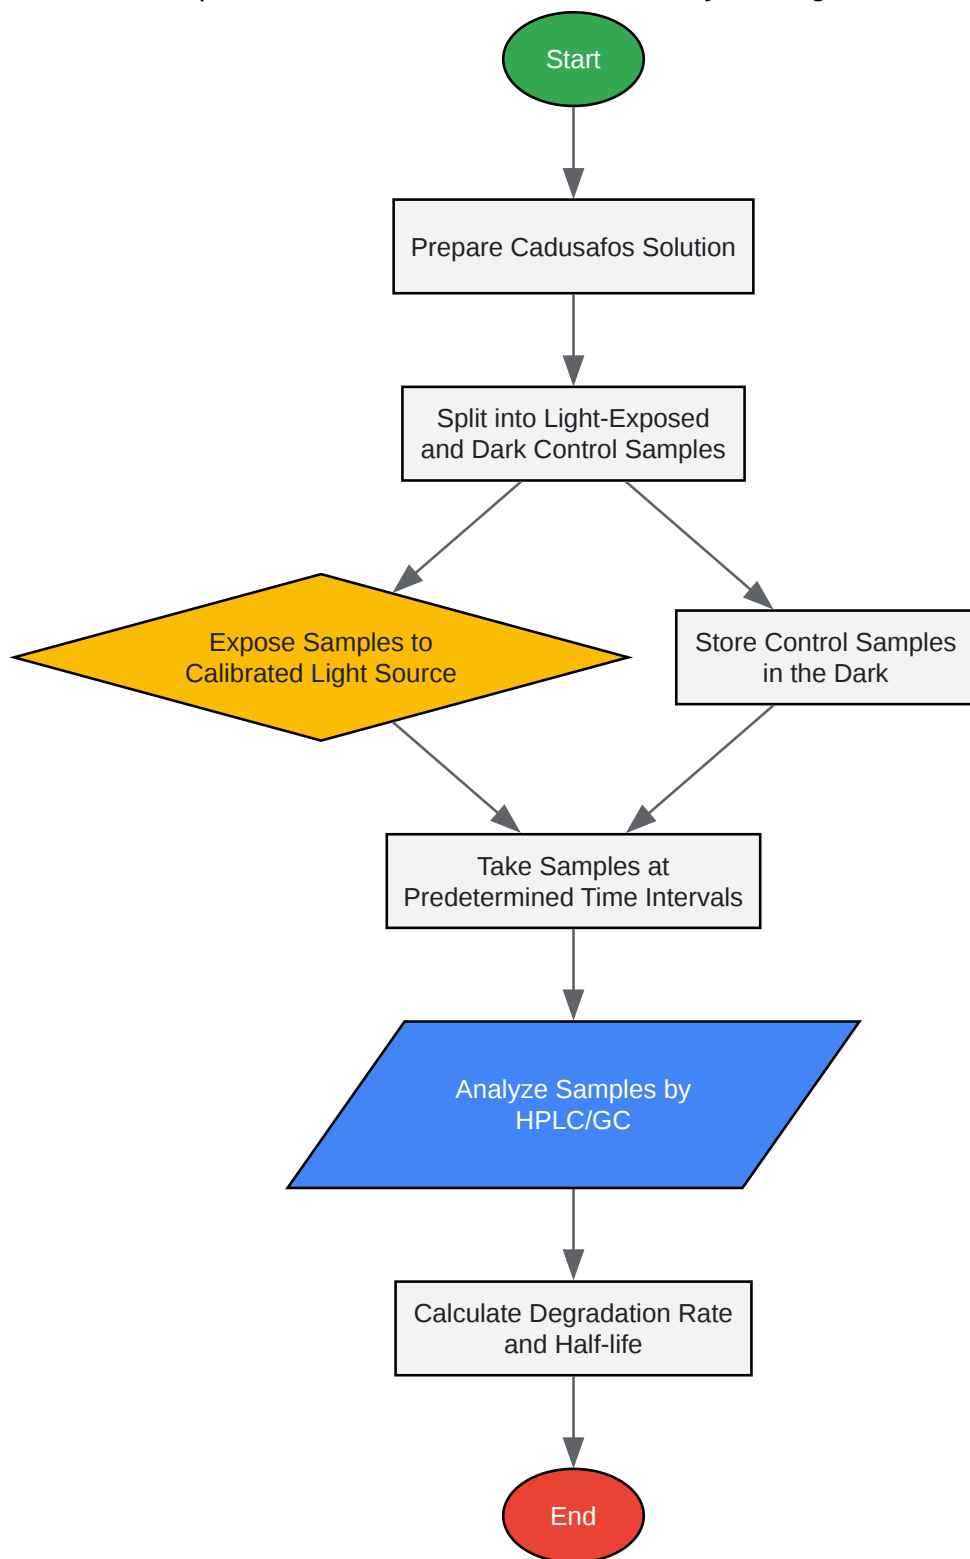 Start
Prepare Cadusafos Solution
Split into Light-Exposed
and Dark Control Samples
Expose Samples to
Calibrated Light Source
Store Control Samples
in the Dark
Take Samples at
Predetermined Time Intervals
Analyze Samples by
HPLC/GC
Calculate Degradation Rate
and Half-life
End